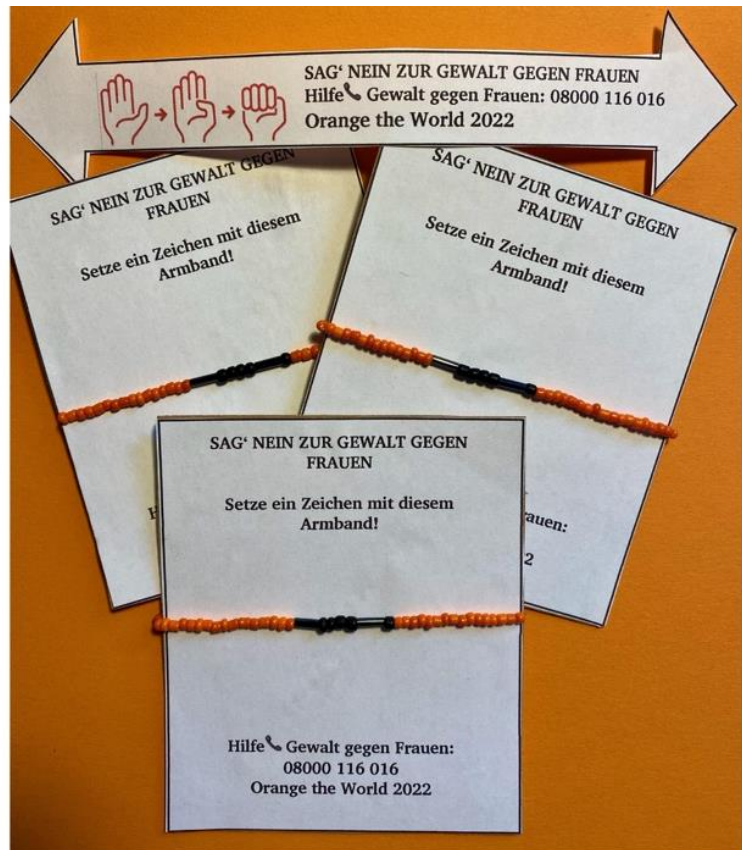 SAG‘ NEIN ZUR GEWALT GEGEN FRAUEN
Hilfe📞 Gewalt gegen Frauen: 08000 116 016
Orange the World 2022
SAG‘ NEIN ZUR GEWALT GEGEN
FRAUEN
Setze ein Zeichen mit diesem
Armband!
SAG‘ NEIN ZUR GEWALT GEGEN
FRAUEN
Setze ein Zeichen mit diesem
Armband!
auen:
2
SAG‘ NEIN ZUR GEWALT GEGEN
FRAUEN
Setze ein Zeichen mit diesem
Armband!
Hilfe📞 Gewalt gegen Frauen:
08000 116 016
Orange the World 2022